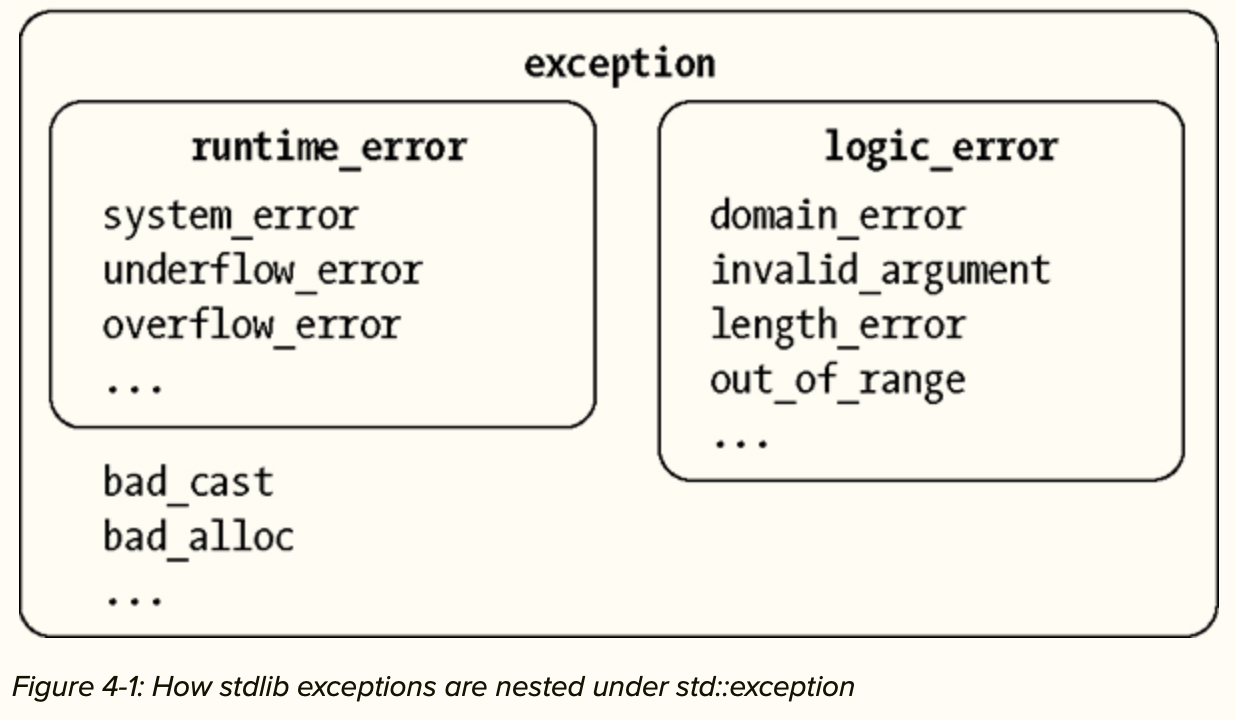 exception
runtime_error
system_error
underflow_error
overflow_error
...
bad_cast
bad_alloc
...
logic_error
domain_error
invalid_argument
length_error
out_of_range
...
Figure 4-1: How stdlib exceptions are nested under std::exception